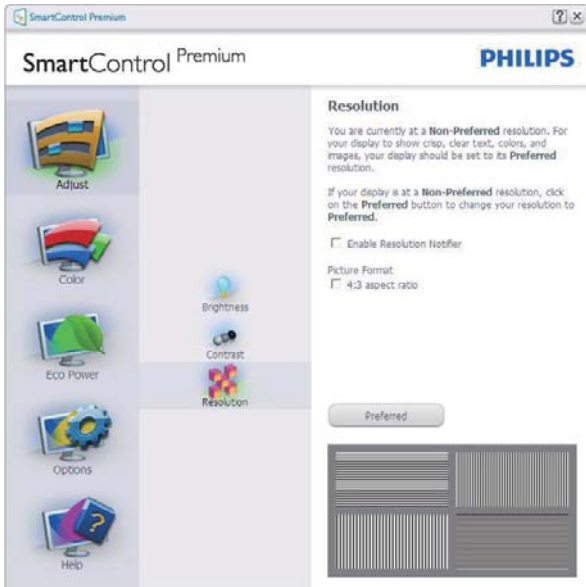 SmartControl Premium
SmartControl Premium
PHILIPS
Adjust
Color
Eco Power
Options
Help
Brightness
Contrast
Resolution
Resolution
You are currently at a Non-Preferred resolution. For
your display to show crisp, clear text, colors, and
images, your display should be set to its Preferred
resolution.
If your display is at a Non-Preferred resolution, click
on the Preferred button to change your resolution to
Preferred.
Enable Resolution Notifier
Picture Format
4:3 aspect ratio
Preferred